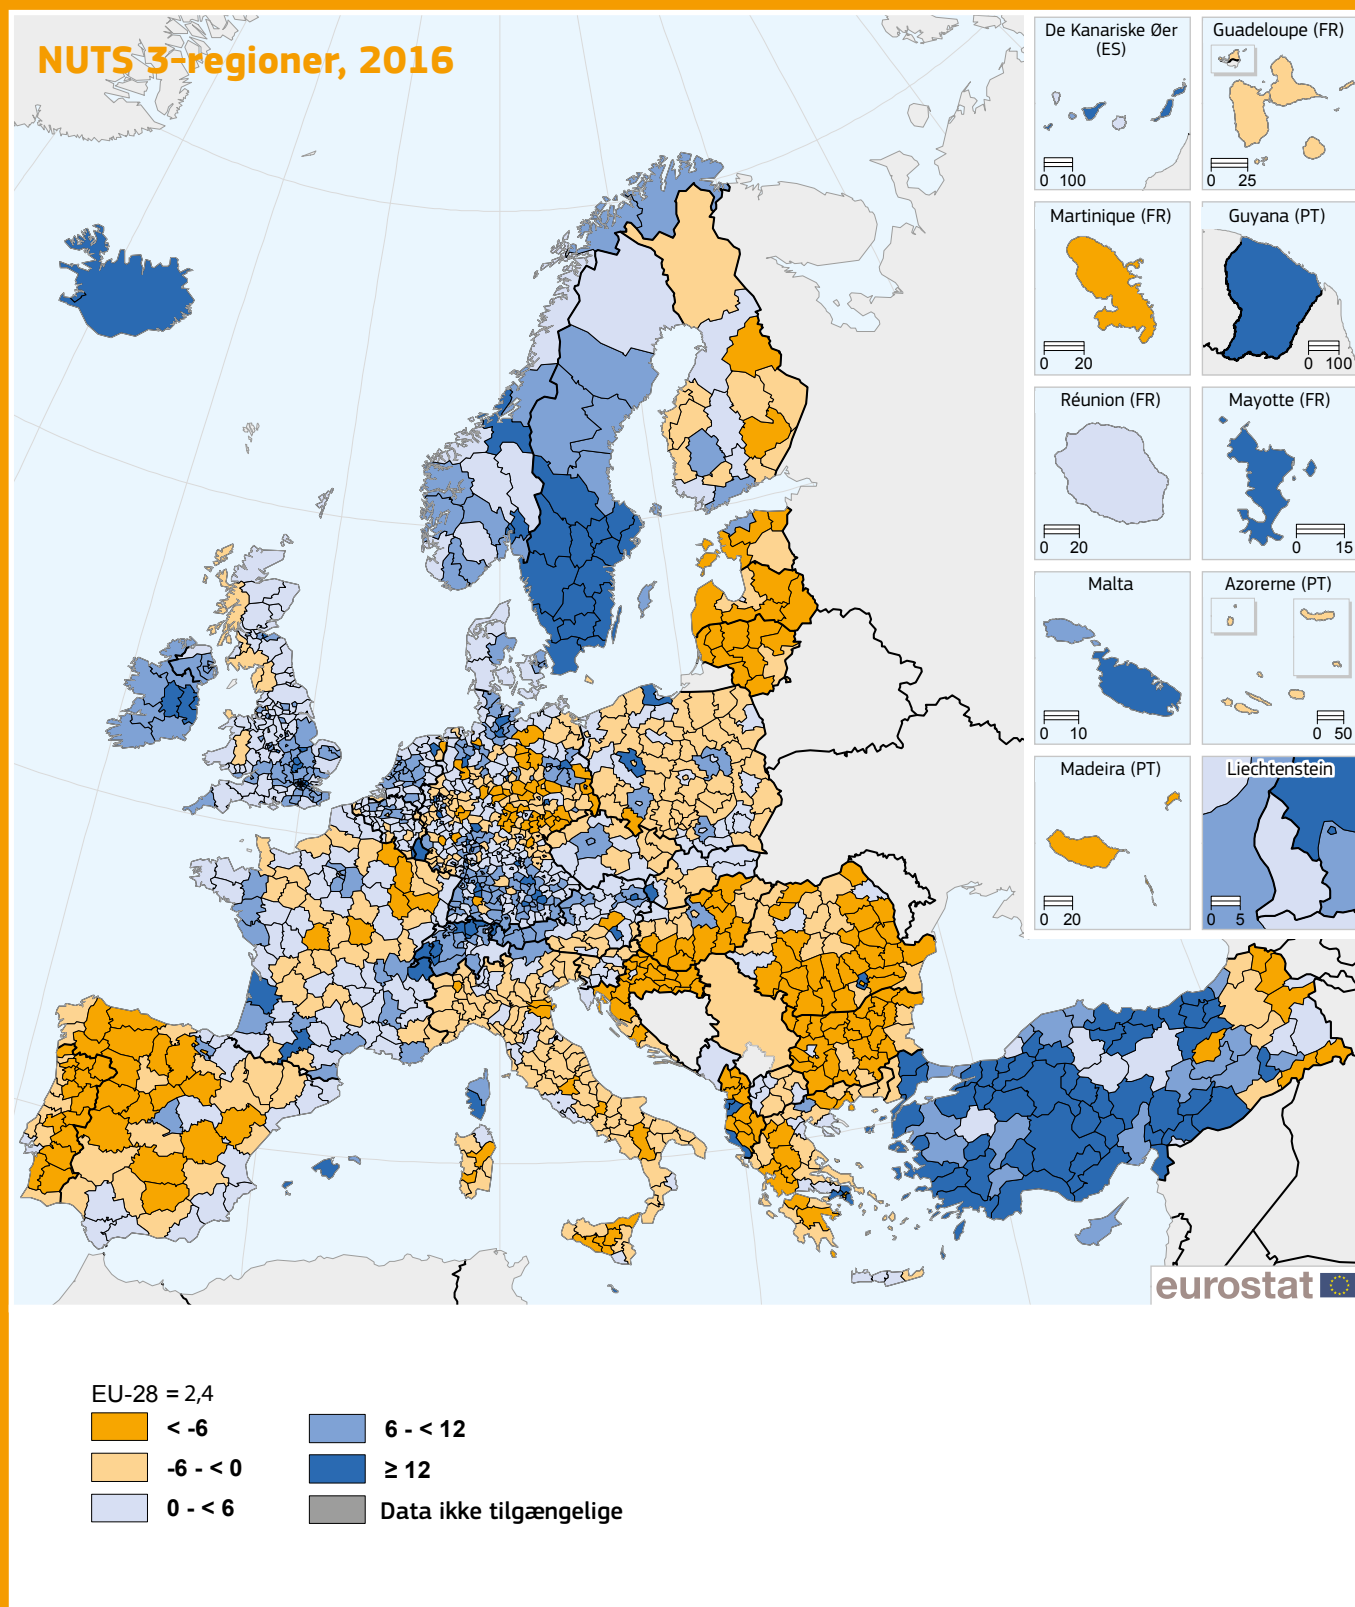 NUTS 3-regioner, 2016
De Kanariske Øer
(ES)
0 100
Guadeloupe (FR)
0 25
Martinique (FR)
0 20
Guyana (PT)
0 100
Réunion (FR)
0 20
Mayotte (FR)
0 15
Malta
0 10
Azorerne (PT)
0 50
Madeira (PT)
0 20
Liechtenstein
0 5
eurostat
EU-28 = 2,4
< -6
-6 - < 0
0 - < 6
6 - < 12
≥ 12
Data ikke tilgængelige